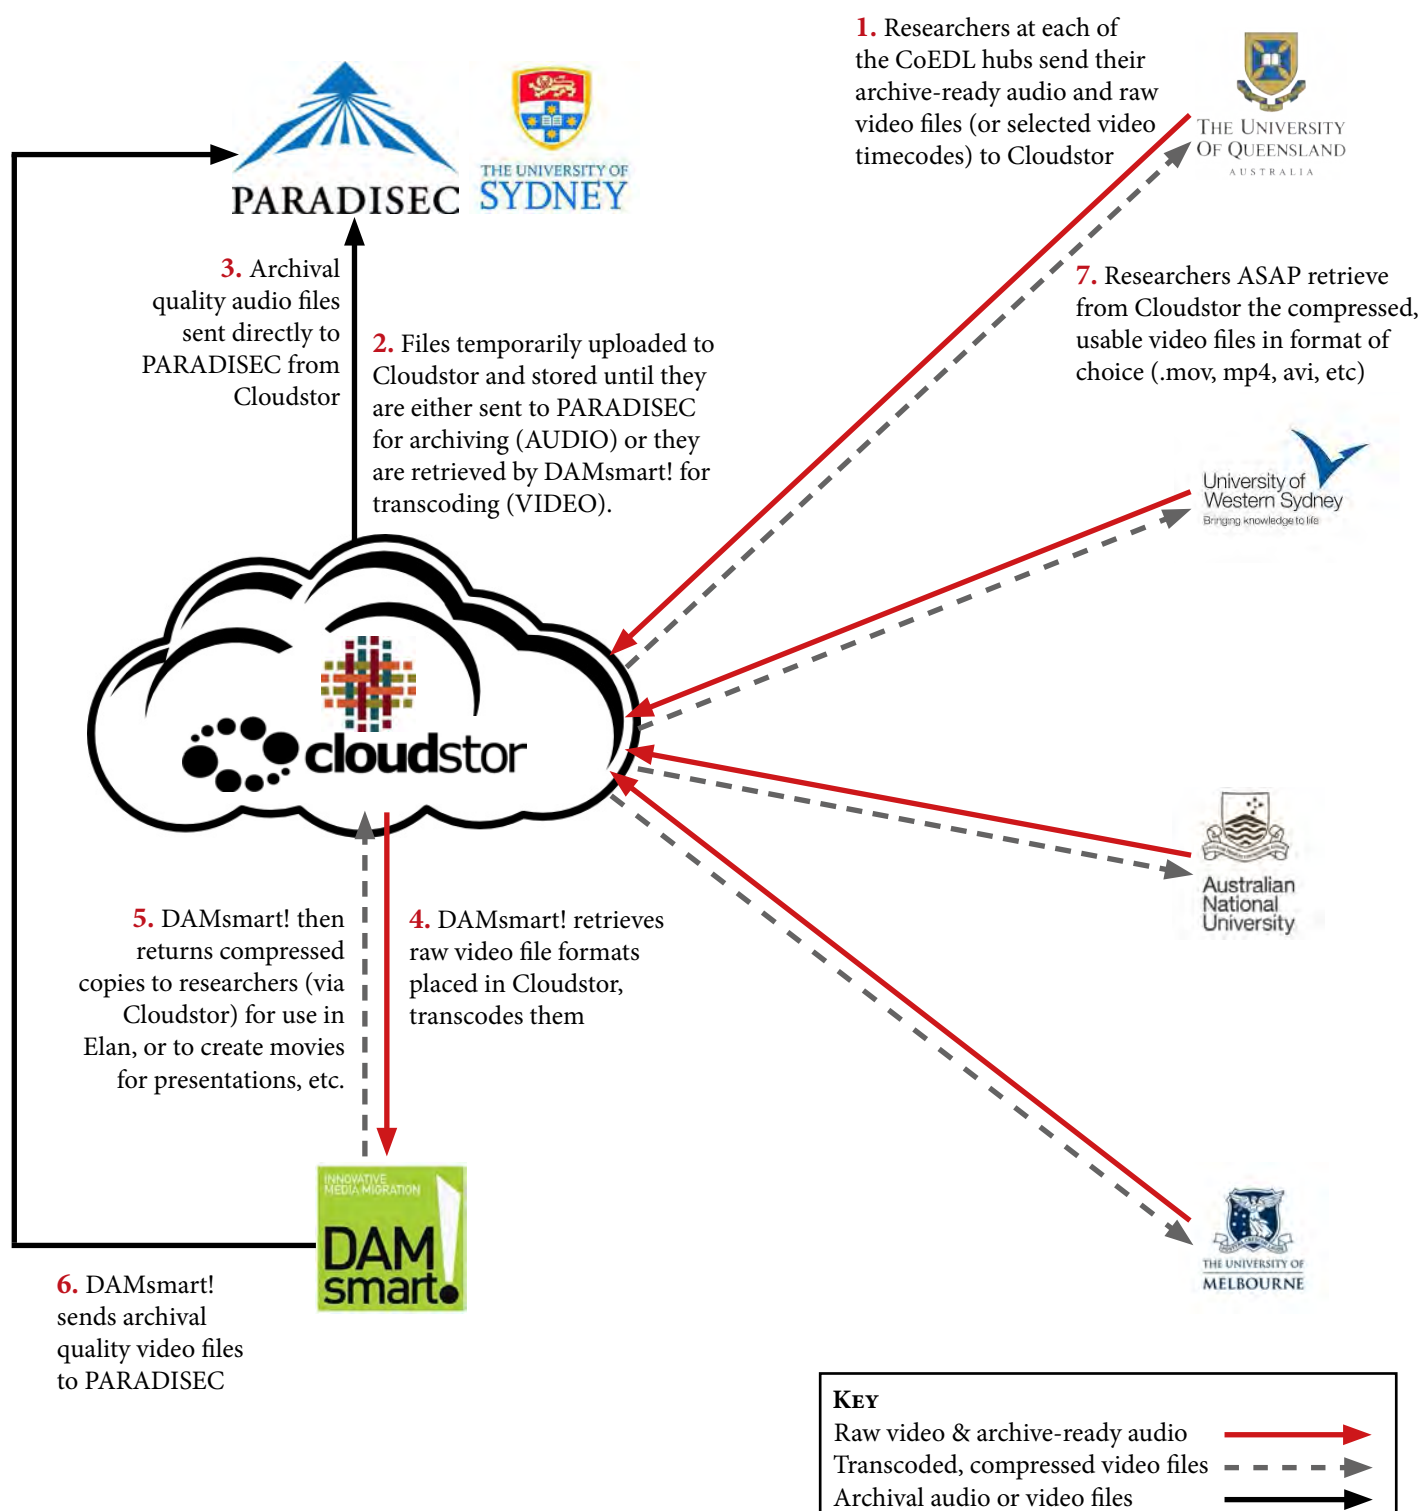 1. Researchers at each of
the CoEDL hubs send their
archive-ready audio and raw
video files (or selected video
timecodes) to Cloudstor
THE UNIVERSITY
OF QUEENSLAND
AUSTRALIA
PARADISEC
THE UNIVERSITY OF
SYDNEY
3. Archival
quality audio files
sent directly to
PARADISEC from
Cloudstor
2. Files temporarily uploaded to
Cloudstor and stored until they
are either sent to PARADISEC
for archiving (AUDIO) or they
are retrieved by DAMsmart! for
transcoding (VIDEO).
7. Researchers ASAP retrieve
from Cloudstor the compressed,
usable video files in format of
choice (.mov, mp4, avi, etc)
University of
Western Sydney
Bringing knowledge to life
cloudstor
Australian
National
University
5. DAMsmart! then
returns compressed
copies to researchers (via
Cloudstor) for use in
Elan, or to create movies
for presentations, etc.
4. DAMsmart! retrieves
raw video file formats
placed in Cloudstor,
transcodes them
INNOVATIVE
MEDIA MIGRATION
DAM
smart!
THE UNIVERSITY OF
MELBOURNE
6. DAMsmart!
sends archival
quality video files
to PARADISEC
KEY
Raw video & archive-ready audio
Transcoded, compressed video files
Archival audio or video files